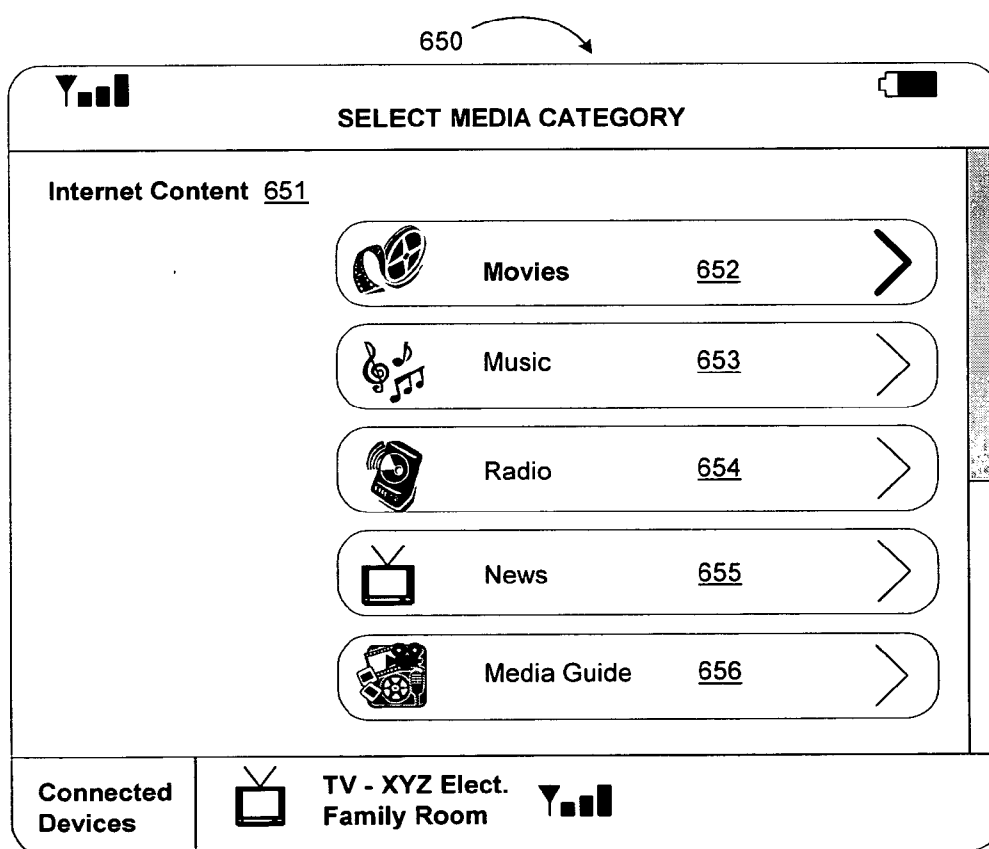 650
SELECT MEDIA CATEGORY
Internet Content 651
Movies 652
Music 653
Radio 654
News 655
Media Guide 656
Connected
Devices
TV - XYZ Elect.
Family Room